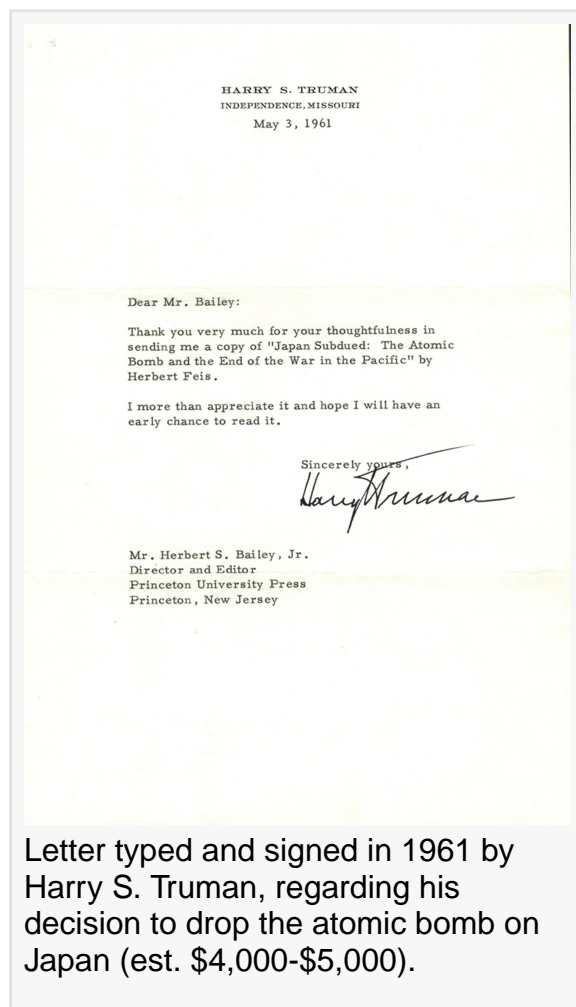 HARRY S. TRUMAN
INDEPENDENCE, MISSOURI
May 3, 1961
Dear Mr. Bailey:
Thank you very much for your thoughtfulness in
sending me a copy of "Japan Subdued: The Atomic
Bomb and the End of the War in the Pacific" by
Herbert Feis.
I more than appreciate it and hope I will have an
early chance to read it.
Sincerely yours,
Harry Truman
Mr. Herbert S. Bailey, Jr.
Director and Editor
Princeton University Press
Princeton, New Jersey
Letter typed and signed in 1961 by
Harry S. Truman, regarding his
decision to drop the atomic bomb on
Japan (est. $4,000-$5,000).